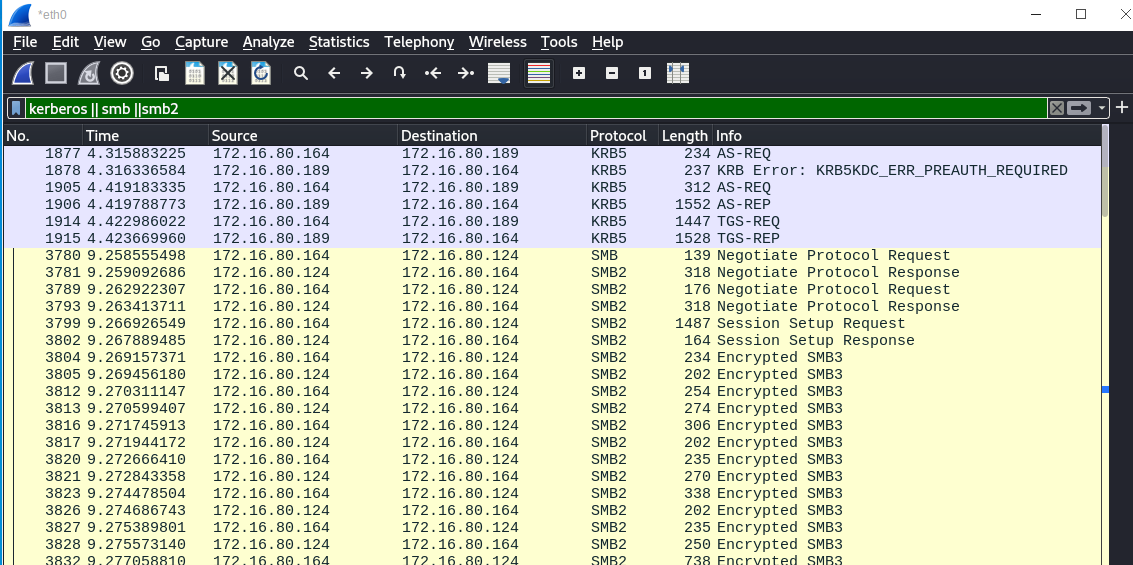 *eth0
File Edit View Go Capture Analyze Statistics Telephony Wireless Tools Help
kerberos || smb ||smb2
No. Time Source Destination Protocol Length Info
1877 4.315883225 172.16.80.164 172.16.80.189 KRB5 234 AS-REQ
1878 4.316336584 172.16.80.189 172.16.80.164 KRB5 237 KRB Error: KRB5KDC_ERR_PREAUTH_REQUIRED
1905 4.419183335 172.16.80.164 172.16.80.189 KRB5 312 AS-REQ
1906 4.419788773 172.16.80.189 172.16.80.164 KRB5 1552 AS-REP
1914 4.422986022 172.16.80.164 172.16.80.189 KRB5 1447 TGS-REQ
1915 4.423669960 172.16.80.189 172.16.80.164 KRB5 1528 TGS-REP
3780 9.258555498 172.16.80.164 172.16.80.124 SMB 139 Negotiate Protocol Request
3781 9.259092686 172.16.80.124 172.16.80.164 SMB2 318 Negotiate Protocol Response
3789 9.262922307 172.16.80.164 172.16.80.124 SMB2 176 Negotiate Protocol Request
3793 9.263413711 172.16.80.124 172.16.80.164 SMB2 318 Negotiate Protocol Response
3799 9.266926549 172.16.80.164 172.16.80.124 SMB2 1487 Session Setup Request
3802 9.267889485 172.16.80.124 172.16.80.164 SMB2 164 Session Setup Response
3804 9.269157371 172.16.80.164 172.16.80.124 SMB2 234 Encrypted SMB3
3805 9.269456180 172.16.80.124 172.16.80.164 SMB2 202 Encrypted SMB3
3812 9.270311147 172.16.80.164 172.16.80.124 SMB2 254 Encrypted SMB3
3813 9.270599407 172.16.80.124 172.16.80.164 SMB2 274 Encrypted SMB3
3816 9.271745913 172.16.80.164 172.16.80.124 SMB2 306 Encrypted SMB3
3817 9.271944172 172.16.80.124 172.16.80.164 SMB2 202 Encrypted SMB3
3820 9.272666410 172.16.80.164 172.16.80.124 SMB2 235 Encrypted SMB3
3821 9.272843358 172.16.80.124 172.16.80.164 SMB2 270 Encrypted SMB3
3823 9.274478504 172.16.80.164 172.16.80.124 SMB2 338 Encrypted SMB3
3826 9.274686743 172.16.80.124 172.16.80.164 SMB2 202 Encrypted SMB3
3827 9.275389801 172.16.80.164 172.16.80.124 SMB2 235 Encrypted SMB3
3828 9.275573140 172.16.80.124 172.16.80.164 SMB2 250 Encrypted SMB3
3832 9.277058810 172.16.80.164 172.16.80.124 SMB2 738 Encrypted SMB3